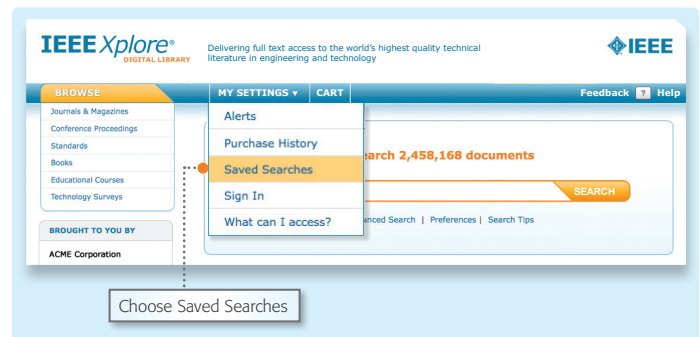 IEEE Xplore®
DIGITAL LIBRARY
Delivering full text access to the world's highest quality technical
literature in engineering and technology
IEEE
BROWSE
MY SETTINGS ▾ CART
Feedback ? Help
Journals & Magazines
Conference Proceedings
Standards
Books
Educational Courses
Technology Surveys
Alerts
Purchase History
Saved Searches
Sign In
What can I access?
2,458,168 documents
SEARCH
Search | Preferences | Search Tips
BROUGHT TO YOU BY
ACME Corporation
Choose Saved Searches